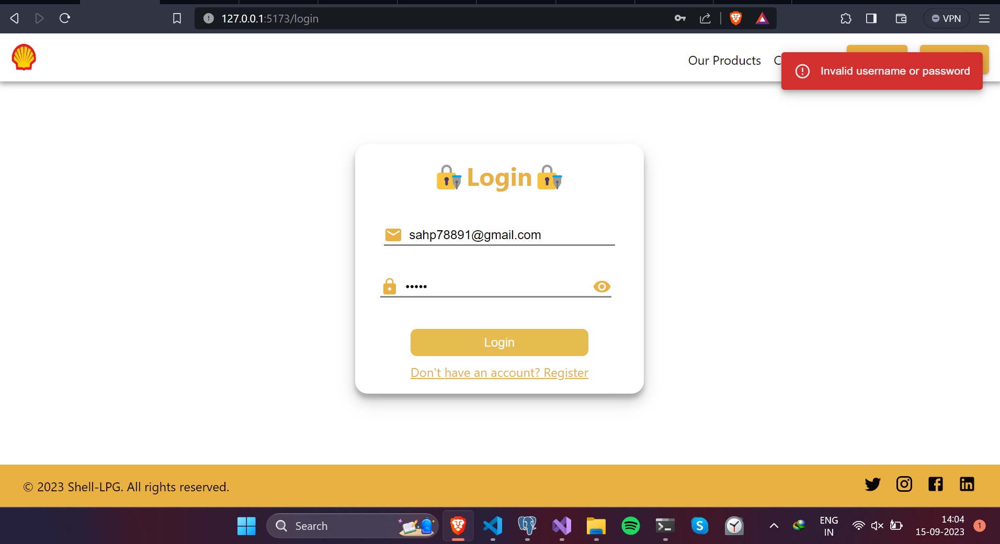 127.0.0.1:5173/login
VPN
Our Products
Invalid username or password
Login
sahp78891@gmail.com
•••••
Login
Don't have an account? Register
© 2023 Shell-LPG. All rights reserved.
Search
ENG
IN
14:04
15-09-2023
1